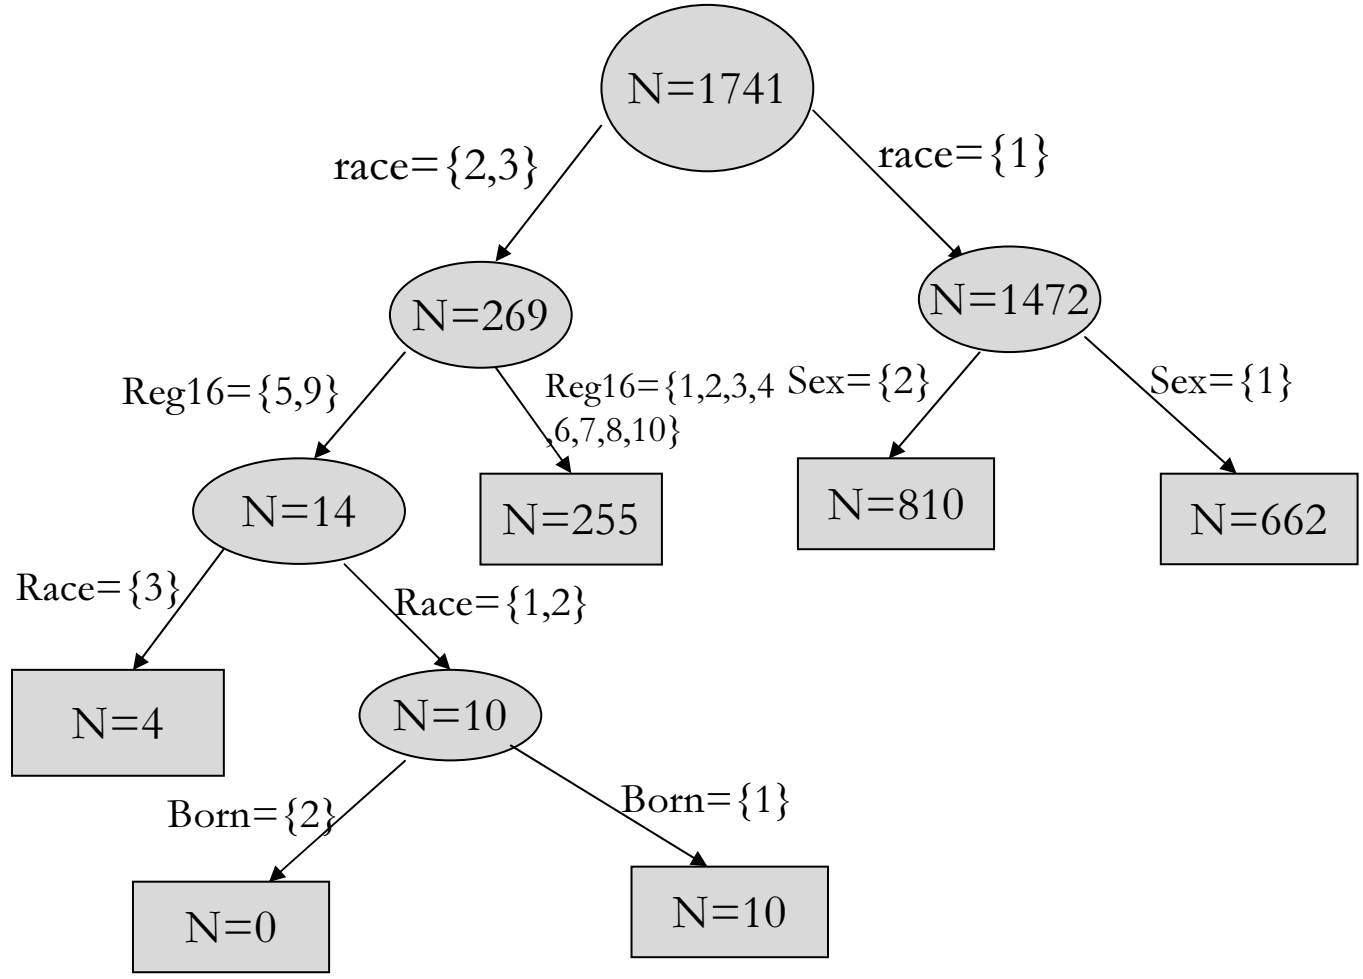 N=1741
race={2,3}
race={1}
N=269
N=1472
Reg16={5,9}
Reg16={1,2,3,4
,6,7,8,10}
Sex={2}
Sex={1}
N=14
N=255
N=810
N=662
Race={3}
Race={1,2}
N=4
N=10
Born={2}
Born={1}
N=0
N=10